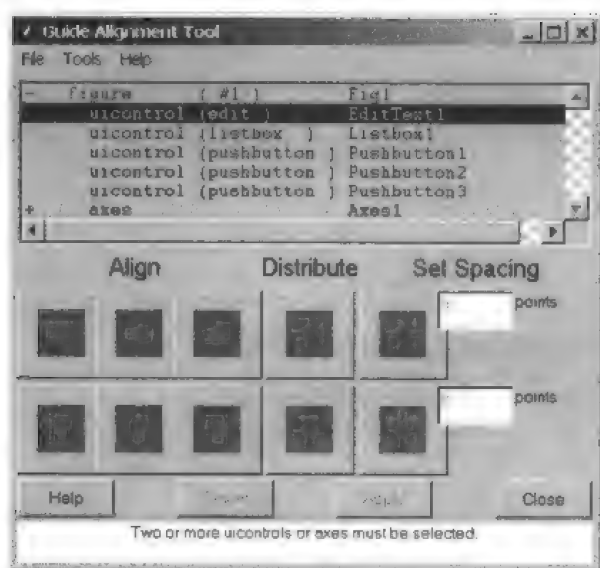 Guide Alignment Tool
File Tools Help
- figure ( #1 ) Fig1
uicontrol (edit ) EditText1
uicontrol (listbox ) Listbox1
uicontrol (pushbutton ) Pushbutton1
uicontrol (pushbutton ) Pushbutton2
uicontrol (pushbutton ) Pushbutton3
+ axes Axes1
Align Distribute Set Spacing
points
points
Help Close
Two or more uicontrols or axes must be selected.